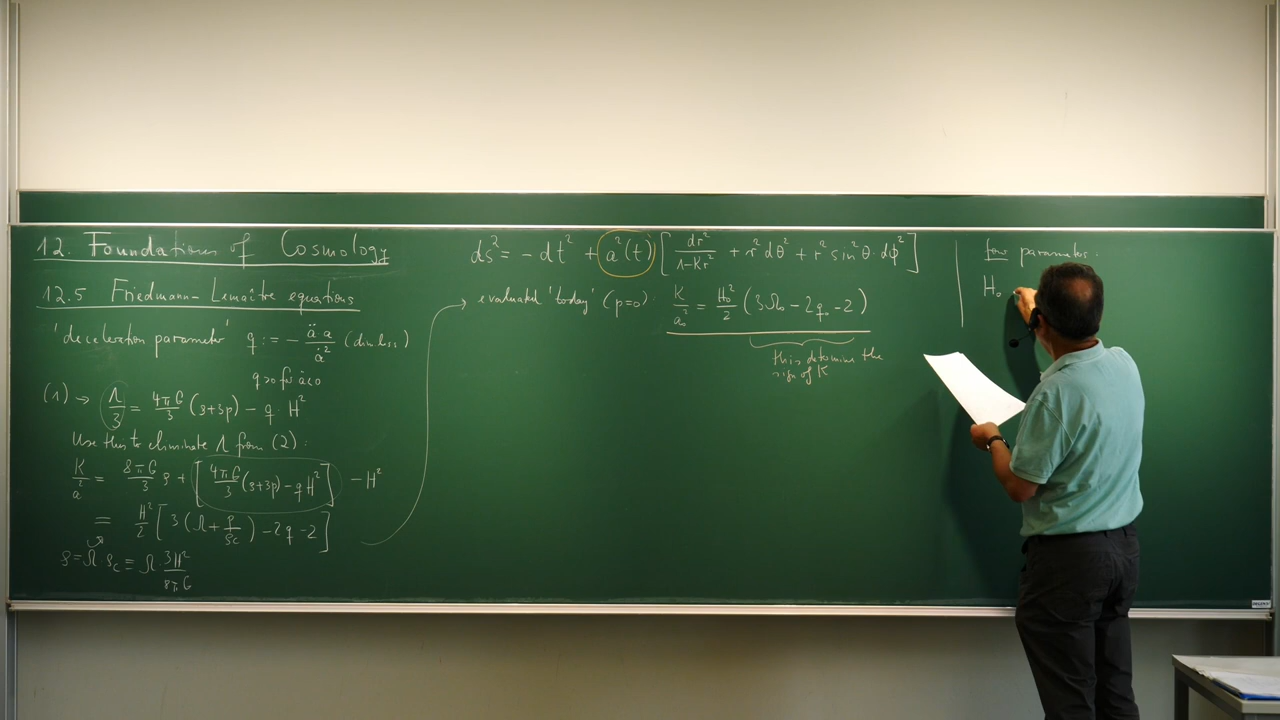 12. Foundations of Cosmology
12.5 Friedmann-Lemaître equations
'deceleration parameter' q := - ä a / ȧ² (dim.less)
q>0 for ä<0
(1) → Λ/3 = 4πG/3 (ρ+3p) - q H²
Use this to eliminate Λ from (2) :
K/a² = 8πG/3 ρ + [4πG/3 (ρ+3p) - q H²] - H²
= H²/2 [3(Ω + p/ρc) - 2q - 2]
ρ = Ω · ρc = Ω · 3H²/8πG
ds² = - dt² + a²(t) [dr²/1-Kr² + r² dθ² + r² sin²θ · dϕ²]
→ evaluated 'today' (p=0) : K/a₀² = H₀²/2 (3Ω₀ - 2q₀ - 2)
this determines the
sign of K
parameters :
H₀